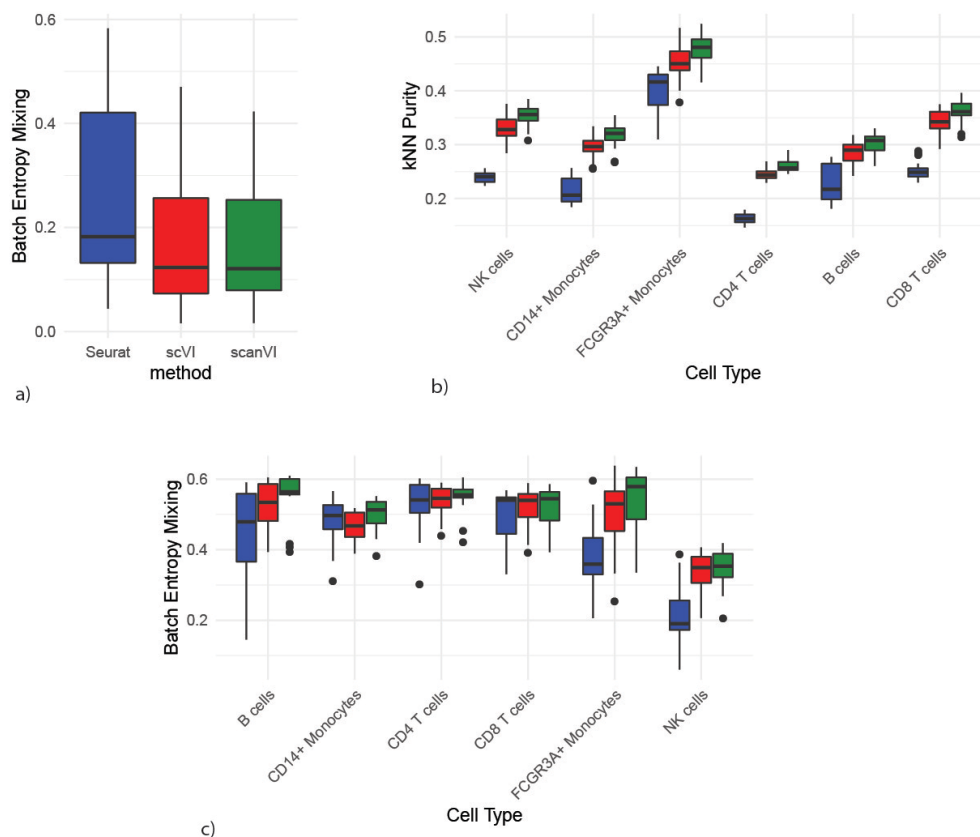 0.6
0.4
0.2
0.0
Batch Entropy Mixing
Seurat
scVI
scanVI
method
a)
0.5
0.4
0.3
0.2
kNN Purity
NK cells
CD14+ Monocytes
FCGR3A+ Monocytes
CD4 T cells
B cells
CD8 T cells
Cell Type
b)
0.6
0.4
0.2
Batch Entropy Mixing
B cells
CD14+ Monocytes
CD4 T cells
CD8 T cells
FCGR3A+ Monocytes
NK cells
Cell Type
c)